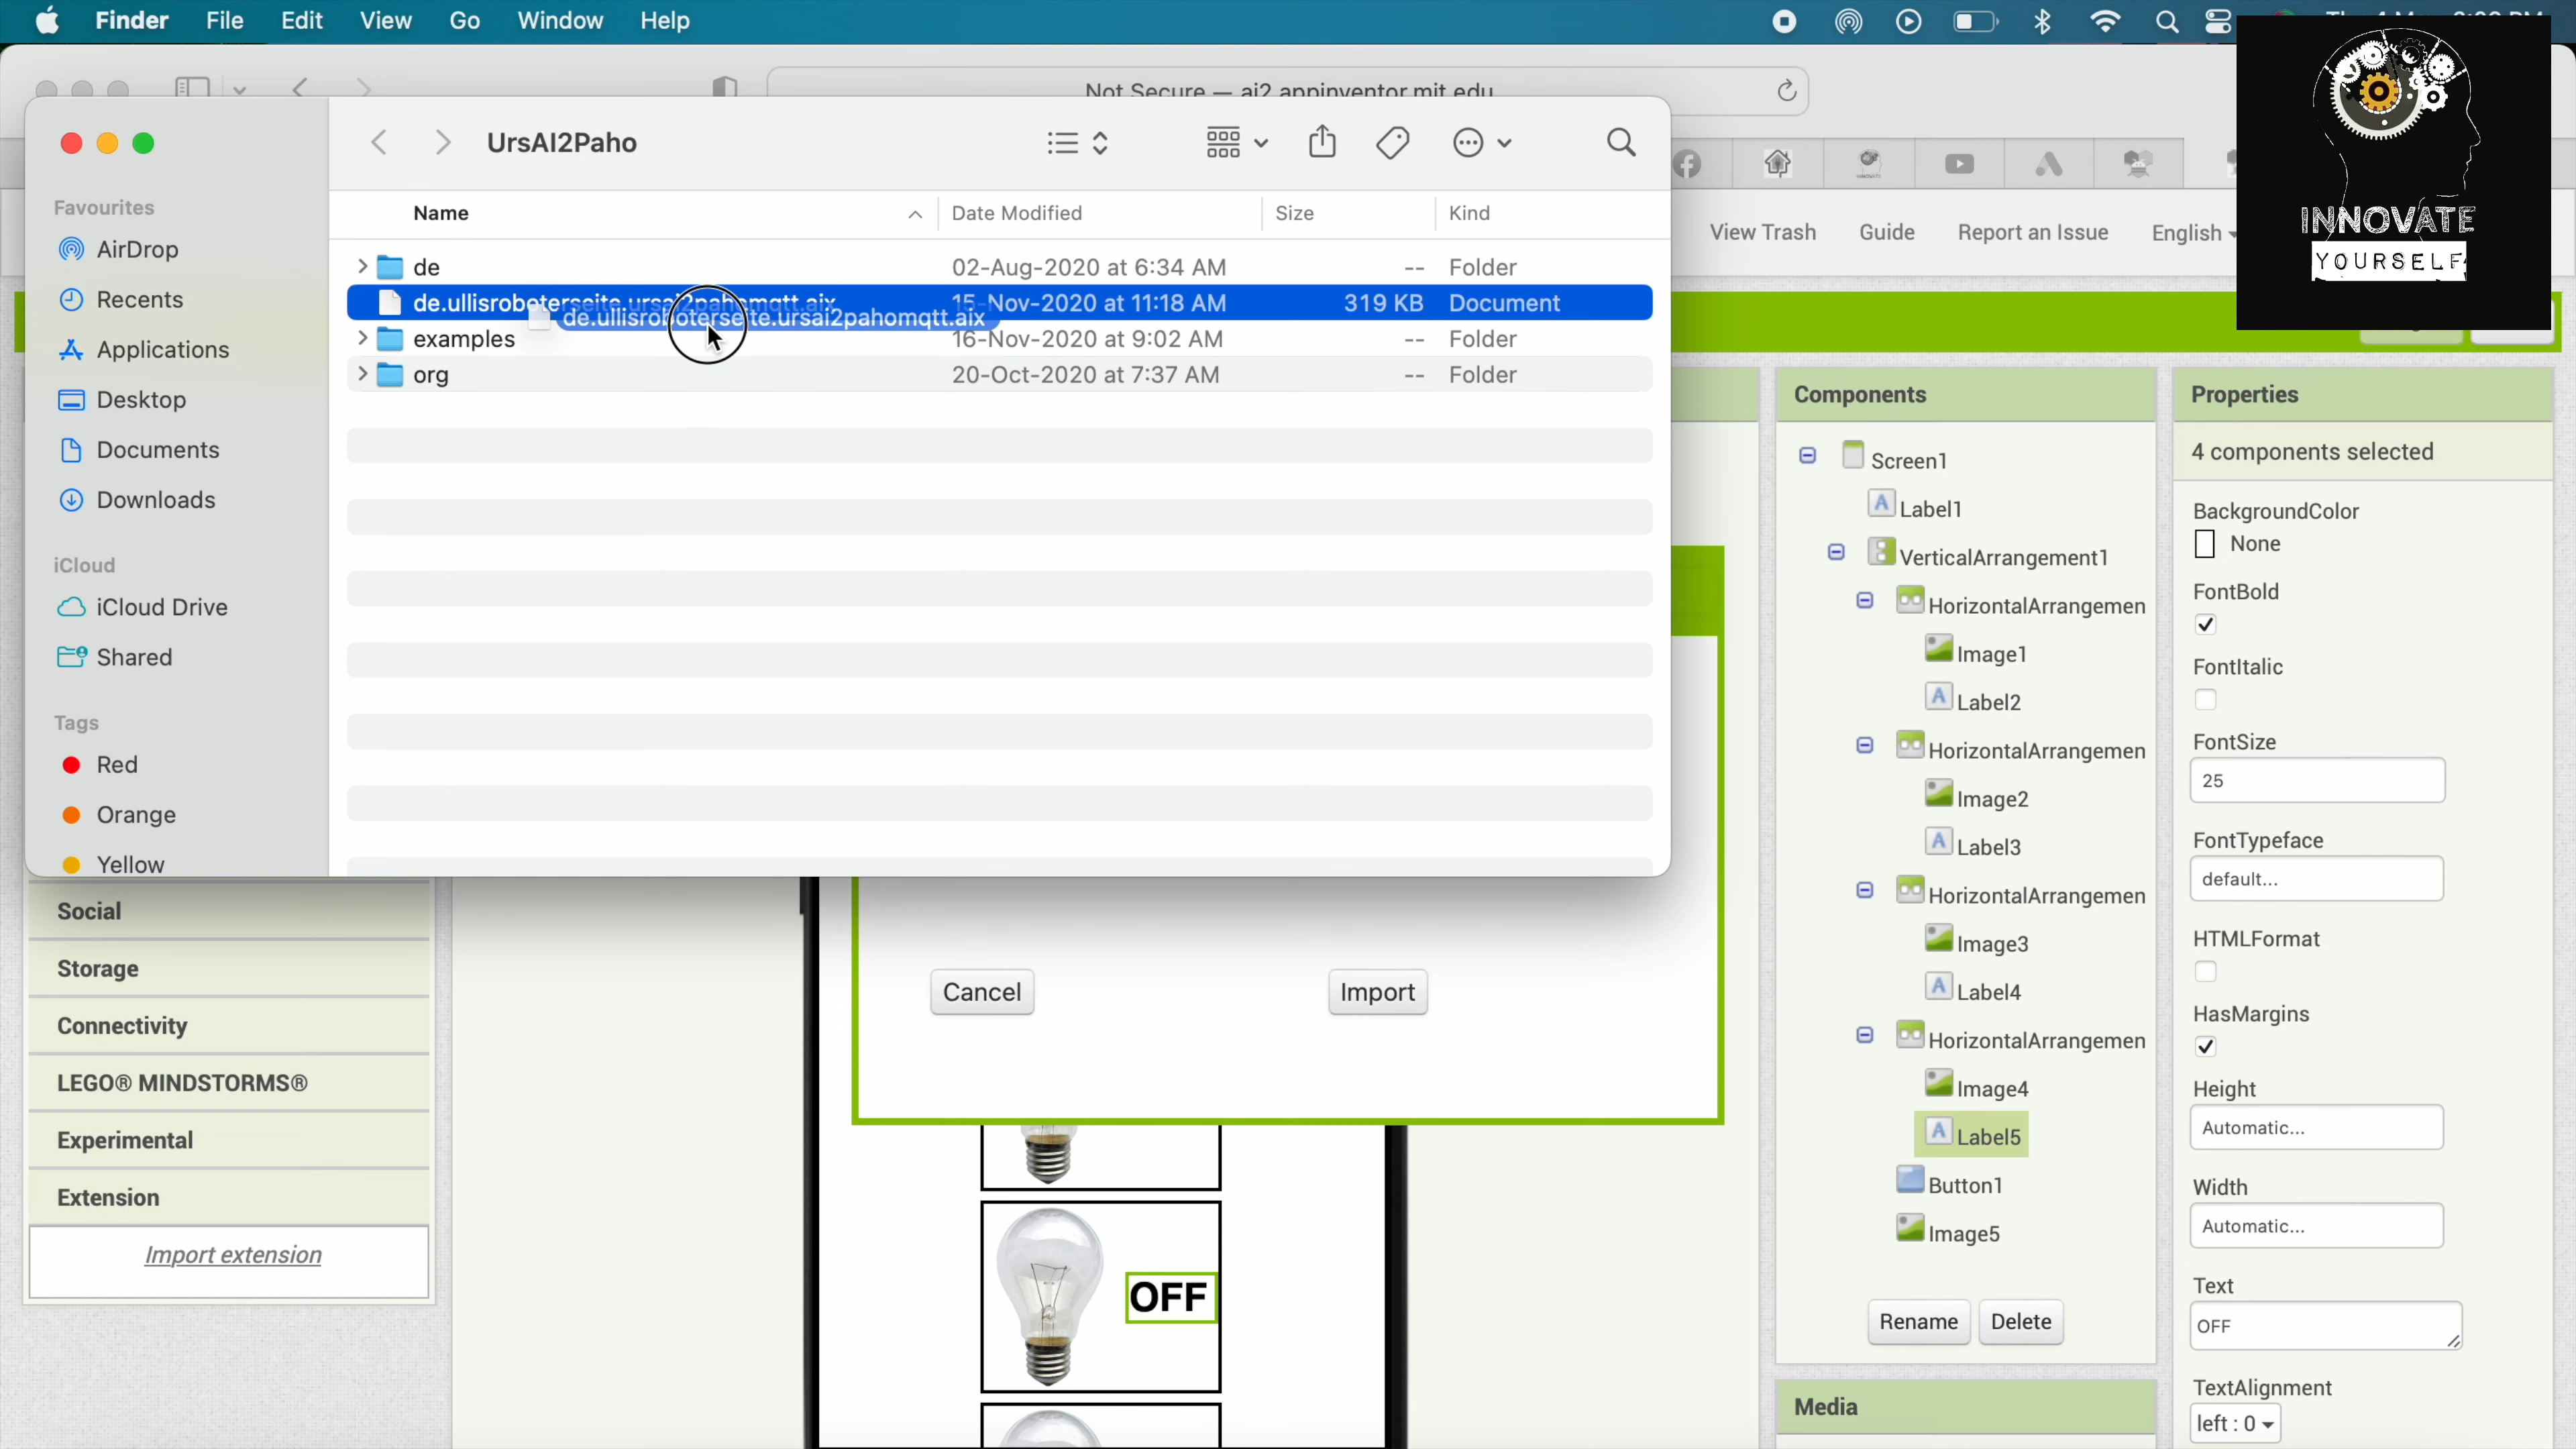 Finder File Edit View Go Window Help
Not Secure — ai2.appinventor.mit.edu
INNOVATE
YOURSELF
UrsAI2Paho
Name Date Modified Size Kind
de 02-Aug-2020 at 6:34 AM -- Folder
de.ullisroboterseite.ursai2pahomqtt.aix 15-Nov-2020 at 11:18 AM 319 KB Document
de.ullisroboterseite.ursai2pahomqtt.aix
examples 16-Nov-2020 at 9:02 AM -- Folder
org 20-Oct-2020 at 7:37 AM -- Folder
Favourites
AirDrop
Recents
Applications
Desktop
Documents
Downloads
iCloud
iCloud Drive
Shared
Tags
Red
Orange
Yellow
View Trash Guide Report an Issue English
Social
Storage
Connectivity
LEGO® MINDSTORMS®
Experimental
Extension
Import extension
Cancel Import
OFF
Components
Screen1
Label1
VerticalArrangement1
HorizontalArrangemen
Image1
Label2
HorizontalArrangemen
Image2
Label3
HorizontalArrangemen
Image3
Label4
HorizontalArrangemen
Image4
Label5
Button1
Image5
Rename Delete
Media
Properties
4 components selected
BackgroundColor
None
FontBold
FontItalic
FontSize
25
FontTypeface
default...
HTMLFormat
HasMargins
Height
Automatic...
Width
Automatic...
Text
OFF
TextAlignment
left : 0